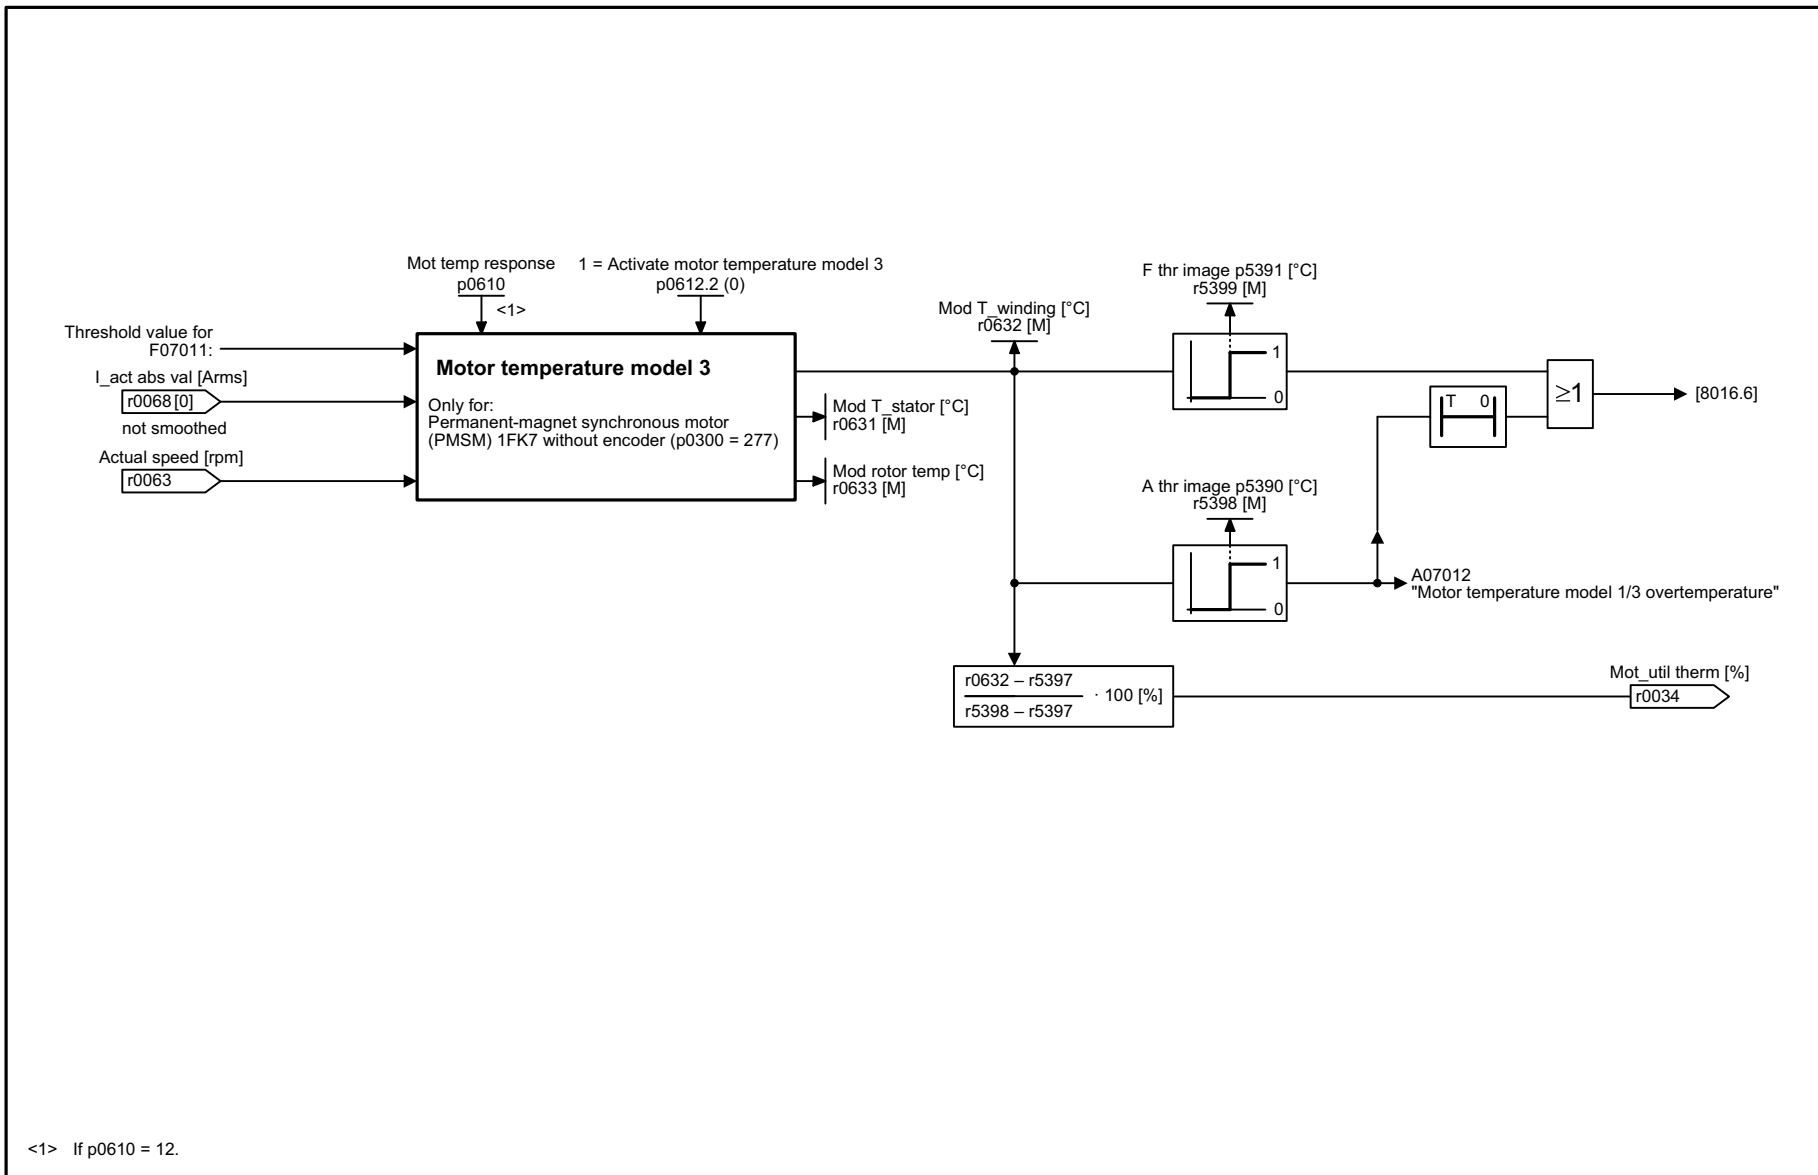 Mot temp response
p0610
<1>
1 = Activate motor temperature model 3
p0612.2 (0)
Threshold value for
F07011:
I_act abs val [Arms]
r0068 [0]
not smoothed
Actual speed [rpm]
r0063
Motor temperature model 3
Only for:
Permanent-magnet synchronous motor
(PMSM) 1FK7 without encoder (p0300 = 277)
Mod T_stator [°C]
r0631 [M]
Mod rotor temp [°C]
r0633 [M]
Mod T_winding [°C]
r0632 [M]
F thr image p5391 [°C]
r5399 [M]
1
0
T 0
≥1
[8016.6]
A thr image p5390 [°C]
r5398 [M]
1
0
A07012
"Motor temperature model 1/3 overtemperature"
r0632 – r5397
r5398 – r5397
· 100 [%]
Mot_util therm [%]
r0034
<1> If p0610 = 12.